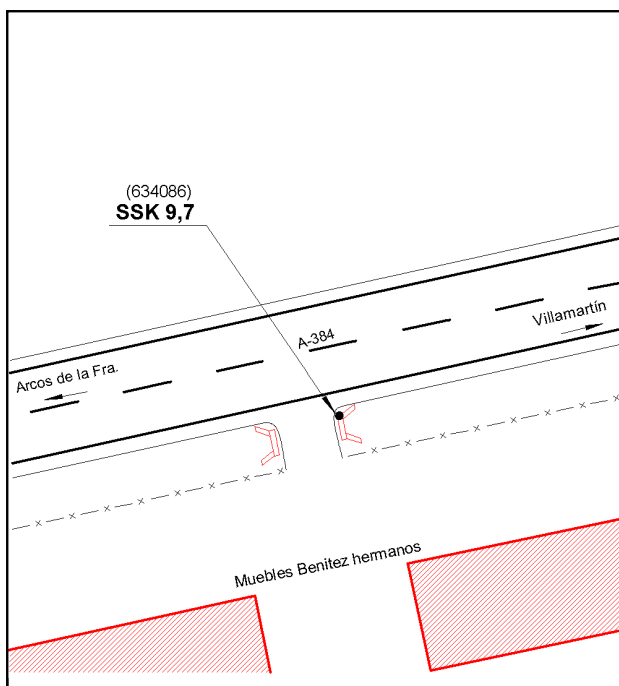 (634086)
SSK 9,7
A-384
Villamartín
Arcos de la Fra.
Muebles Benitez hermanos